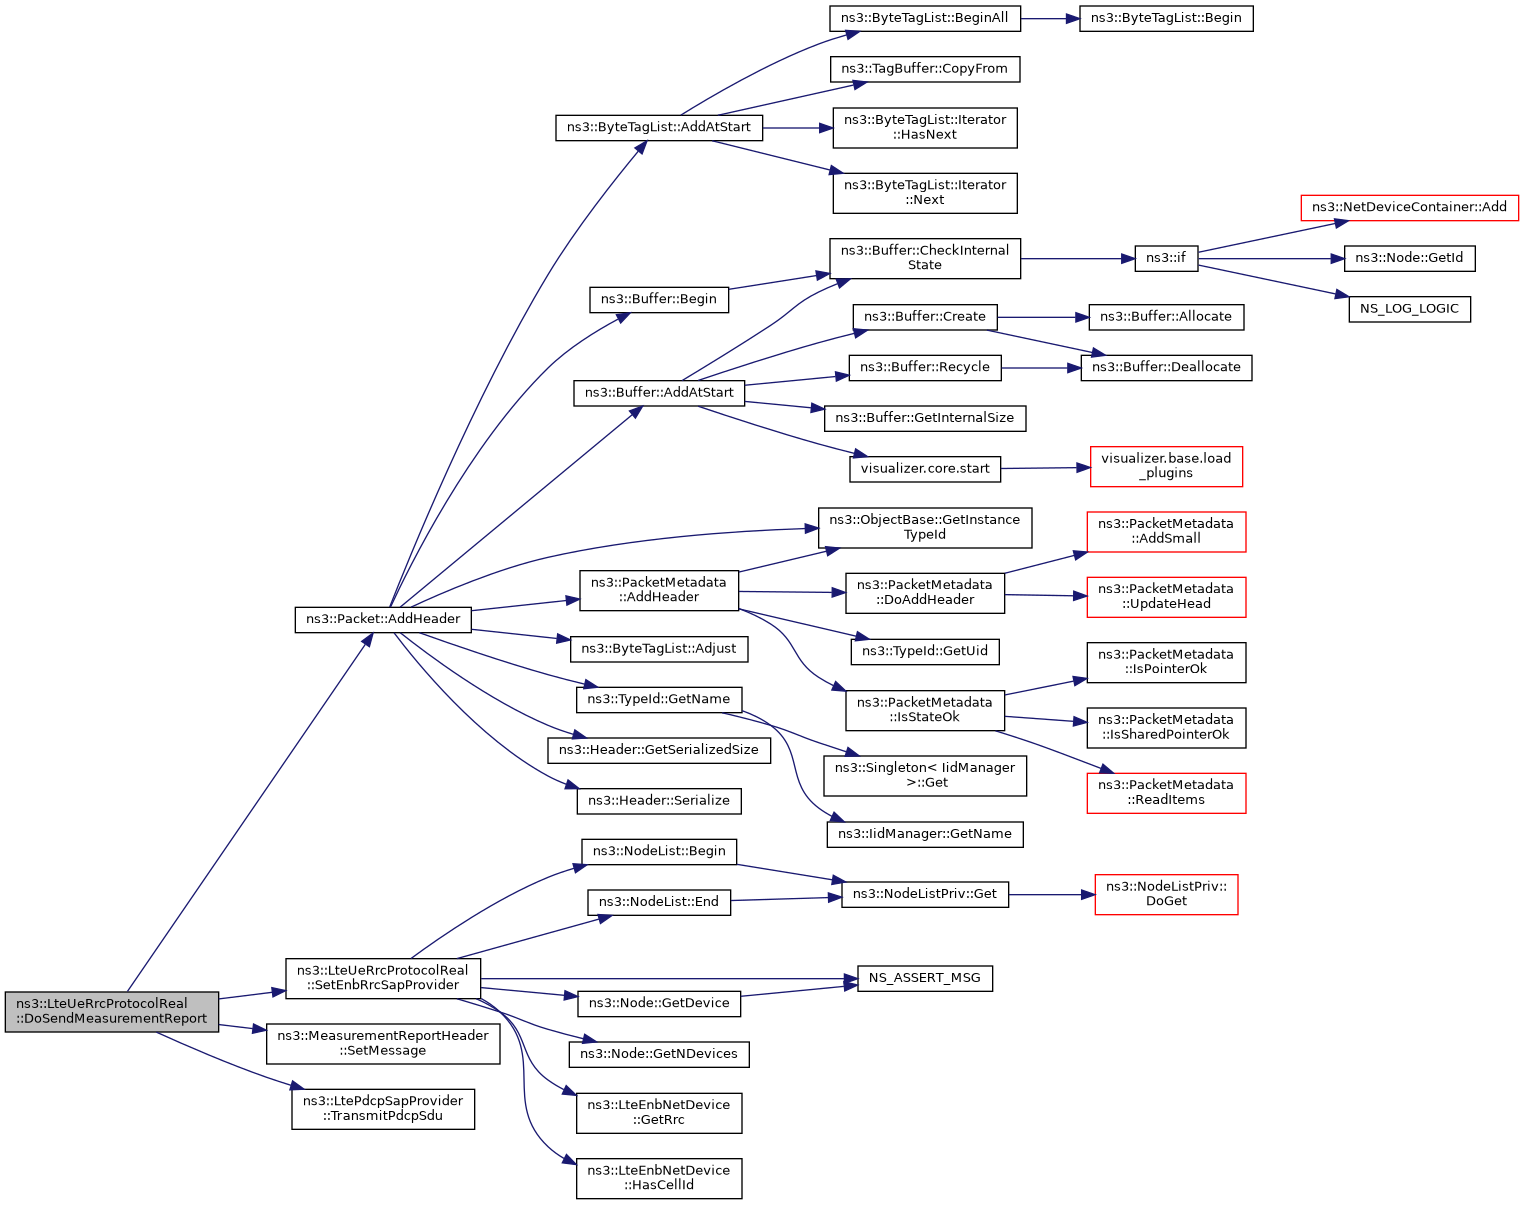 ns3::LteUeRrcProtocolReal
::DoSendMeasurementReport
ns3::Packet::AddHeader
ns3::LteUeRrcProtocolReal
::SetEnbRrcSapProvider
ns3::MeasurementReportHeader
::SetMessage
ns3::LtePdcpSapProvider
::TransmitPdcpSdu
ns3::ByteTagList::AddAtStart
ns3::Buffer::Begin
ns3::Buffer::AddAtStart
ns3::PacketMetadata
::AddHeader
ns3::ByteTagList::Adjust
ns3::TypeId::GetName
ns3::Header::GetSerializedSize
ns3::Header::Serialize
ns3::NodeList::Begin
ns3::NodeList::End
ns3::Node::GetDevice
ns3::Node::GetNDevices
ns3::LteEnbNetDevice
::GetRrc
ns3::LteEnbNetDevice
::HasCellId
ns3::ByteTagList::BeginAll
ns3::TagBuffer::CopyFrom
ns3::ByteTagList::Iterator
::HasNext
ns3::ByteTagList::Iterator
::Next
ns3::Buffer::CheckInternal
State
ns3::Buffer::Create
ns3::Buffer::Recycle
ns3::Buffer::GetInternalSize
visualizer.core.start
ns3::ObjectBase::GetInstance
TypeId
ns3::PacketMetadata
::DoAddHeader
ns3::TypeId::GetUid
ns3::PacketMetadata
::IsStateOk
ns3::Singleton< IidManager
>::Get
ns3::IidManager::GetName
ns3::NodeListPriv::Get
NS_ASSERT_MSG
ns3::ByteTagList::Begin
ns3::if
ns3::Buffer::Allocate
ns3::Buffer::Deallocate
visualizer.base.load
_plugins
ns3::PacketMetadata
::AddSmall
ns3::PacketMetadata
::UpdateHead
ns3::PacketMetadata
::IsPointerOk
ns3::PacketMetadata
::IsSharedPointerOk
ns3::PacketMetadata
::ReadItems
ns3::NodeListPriv::
DoGet
ns3::NetDeviceContainer::Add
ns3::Node::GetId
NS_LOG_LOGIC